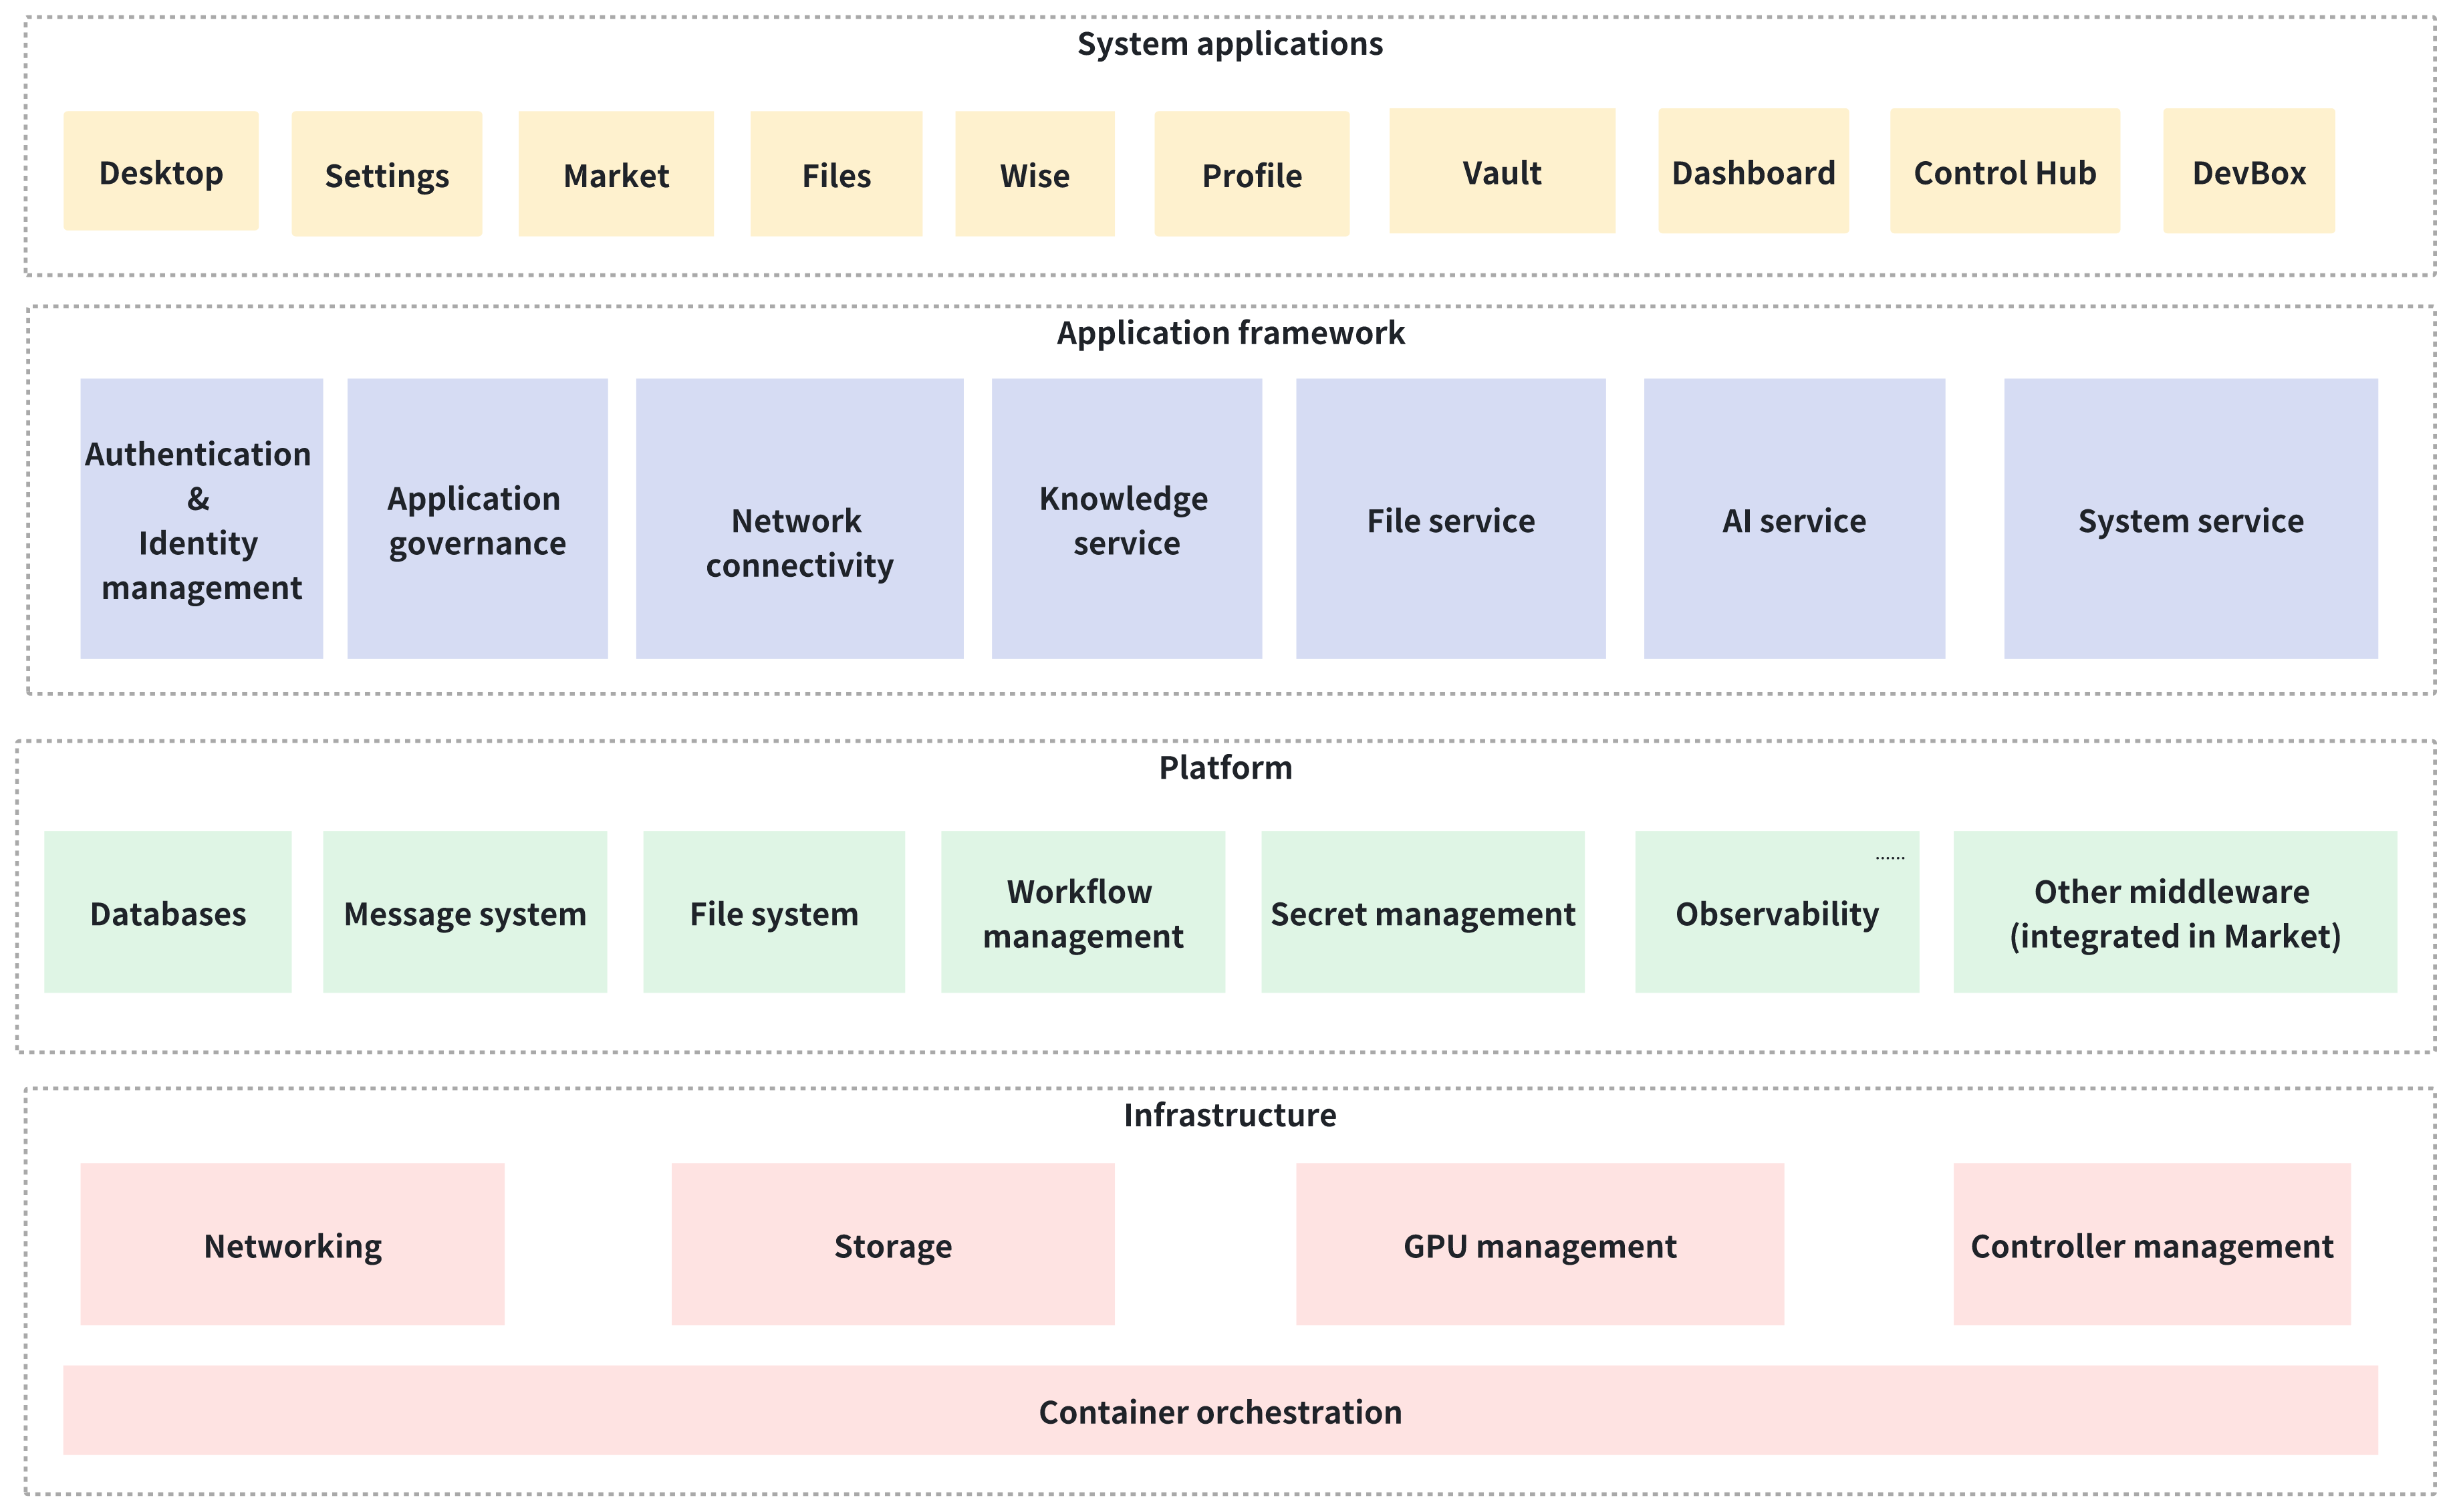 System applications
Desktop
Settings
Market
Files
Wise
Profile
Vault
Dashboard
Control Hub
DevBox
Application framework
Authentication
&
Identity
management
Application
governance
Network
connectivity
Knowledge
service
File service
AI service
System service
Platform
Databases
Message system
File system
Workflow
management
Secret management
......
Observability
Other middleware
(integrated in Market)
Infrastructure
Networking
Storage
GPU management
Controller management
Container orchestration